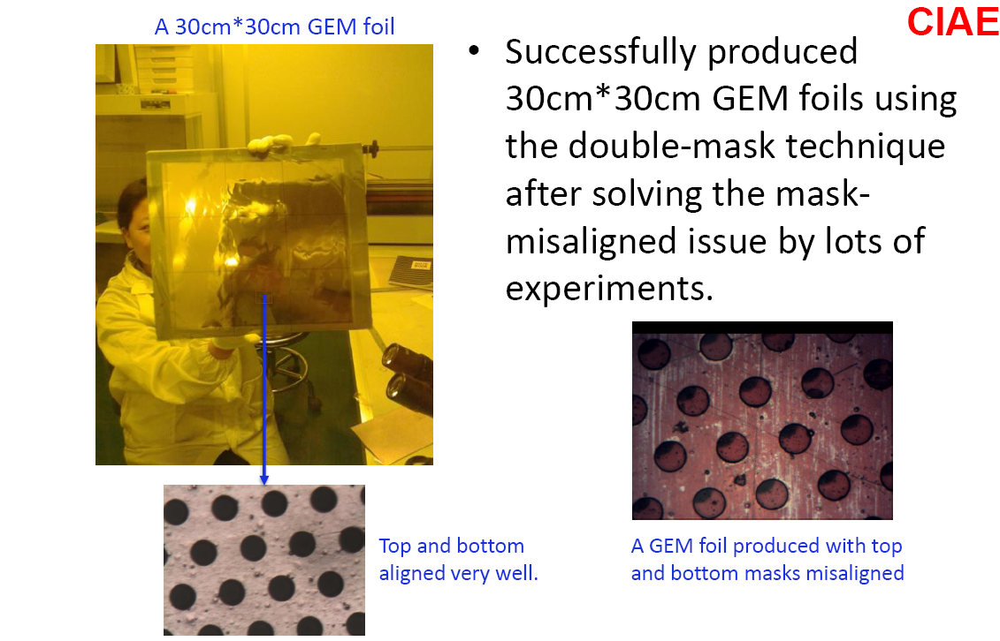 A 30cm*30cm GEM foil
CIAE
• Successfully produced
30cm*30cm GEM foils using
the double-mask technique
after solving the mask-
misaligned issue by lots of
experiments.
Top and bottom
aligned very well.
A GEM foil produced with top
and bottom masks misaligned